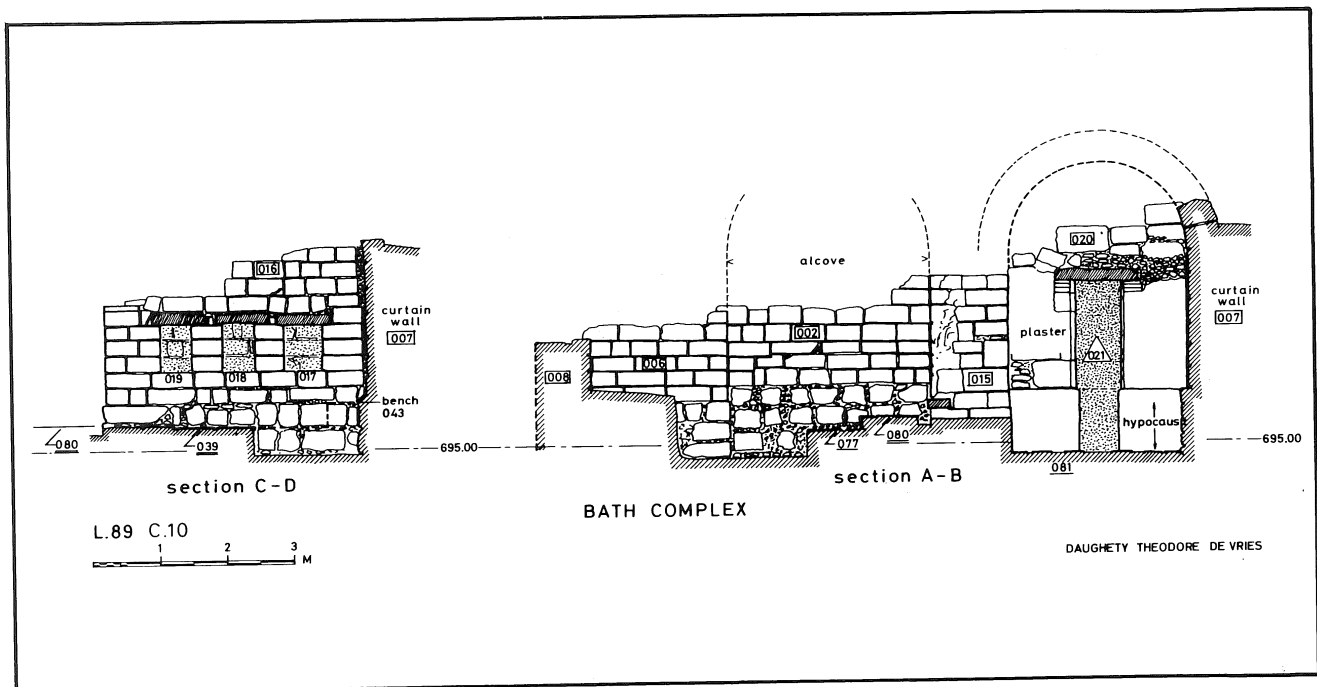 016
019
018
017
curtain
wall
007
bench
043
080
039
695.00
section C-D
alcove
002
006
008
015
077
080
section A-B
020
plaster
021
hypocaust
081
curtain
wall
007
695.00
BATH COMPLEX
L.89 C.10
1 2 3 M
DAUGHETY THEODORE DE VRIES